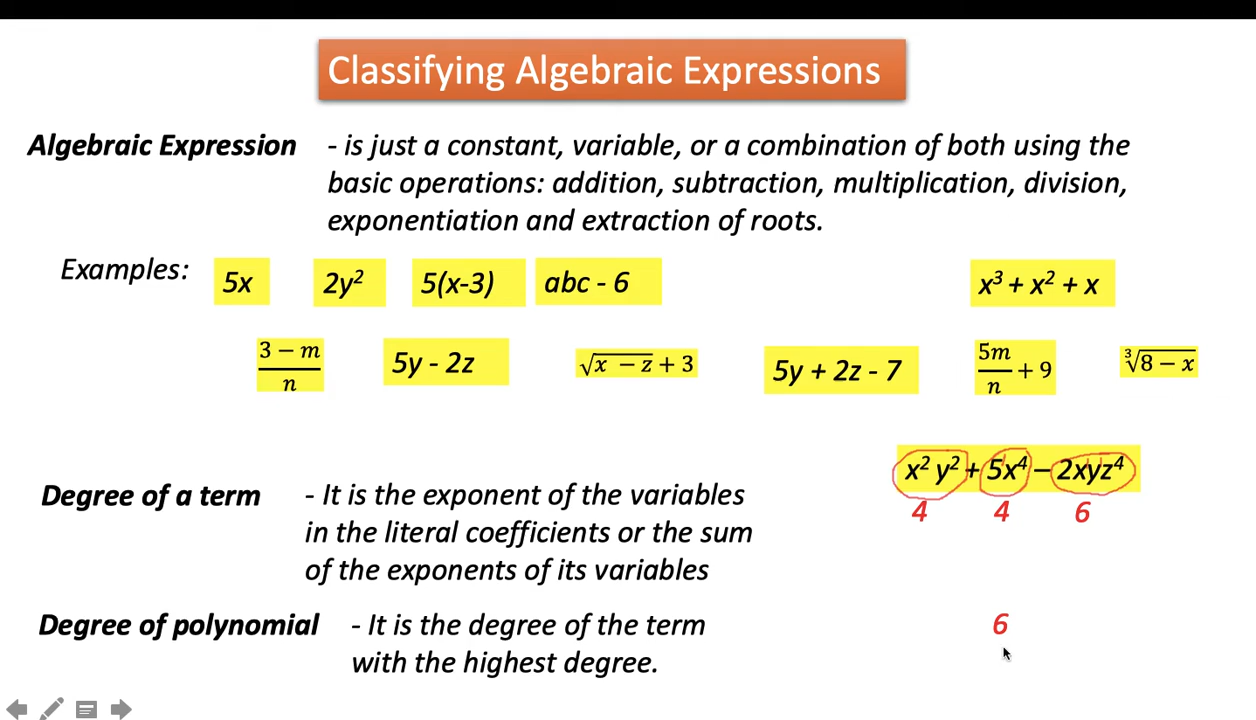 Classifying Algebraic Expressions
Algebraic Expression - is just a constant, variable, or a combination of both using the
basic operations: addition, subtraction, multiplication, division,
exponentiation and extraction of roots.
Examples: 5x 2y² 5(x-3) abc - 6 x³ + x² + x
(3 − m)/n 5y - 2z √(x − z) + 3 5y + 2z - 7 5m/n + 9 ∛(8 − x)
x² y² + 5x⁴ – 2xyz⁴
4 4 6
Degree of a term - It is the exponent of the variables
in the literal coefficients or the sum
of the exponents of its variables
Degree of polynomial - It is the degree of the term 6
with the highest degree.